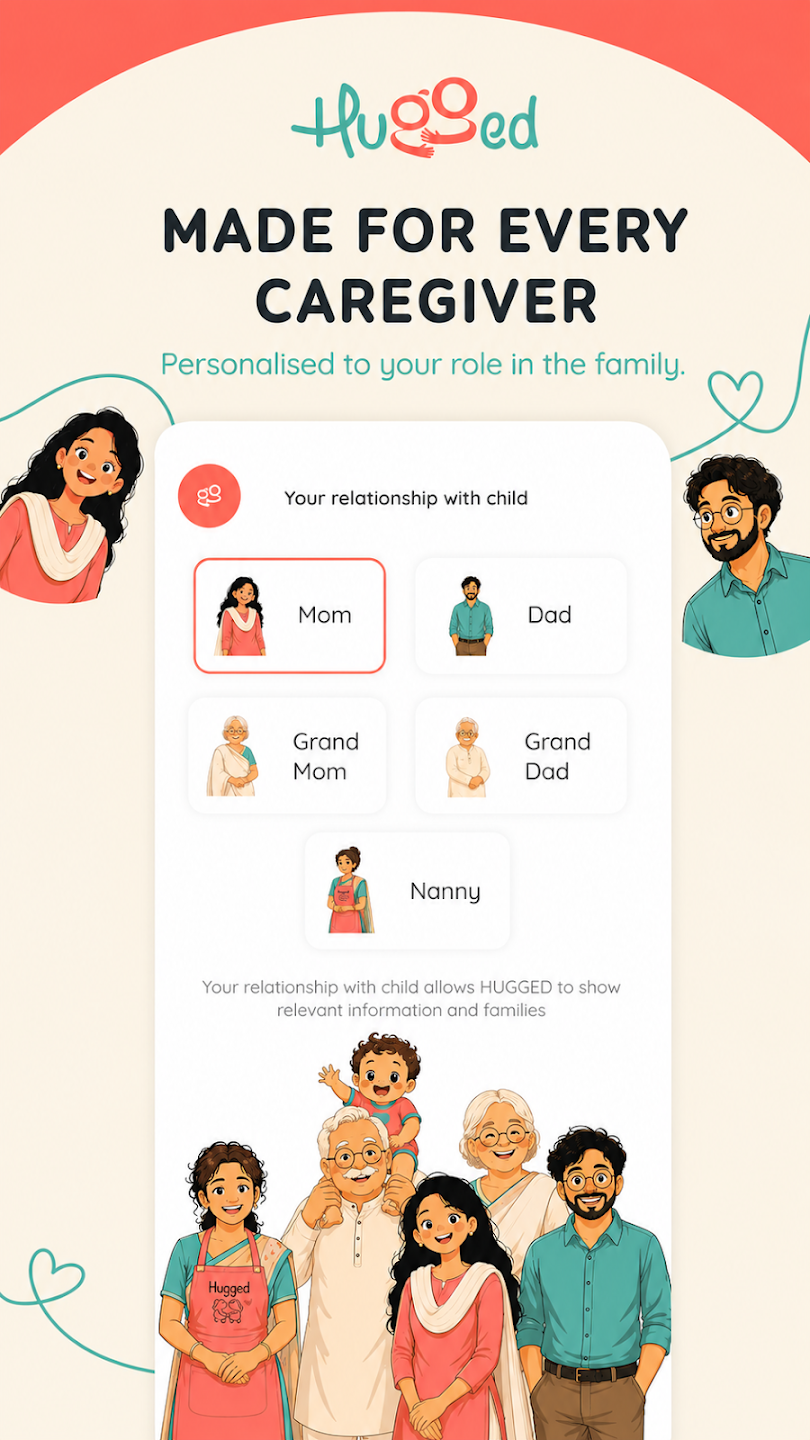 Hugged
MADE FOR EVERY
CAREGIVER
Personalised to your role in the family.
Your relationship with child
Mom
Dad
Grand
Mom
Grand
Dad
Hugged
Nanny
Your relationship with child allows HUGGED to show
relevant information and families
Hugged